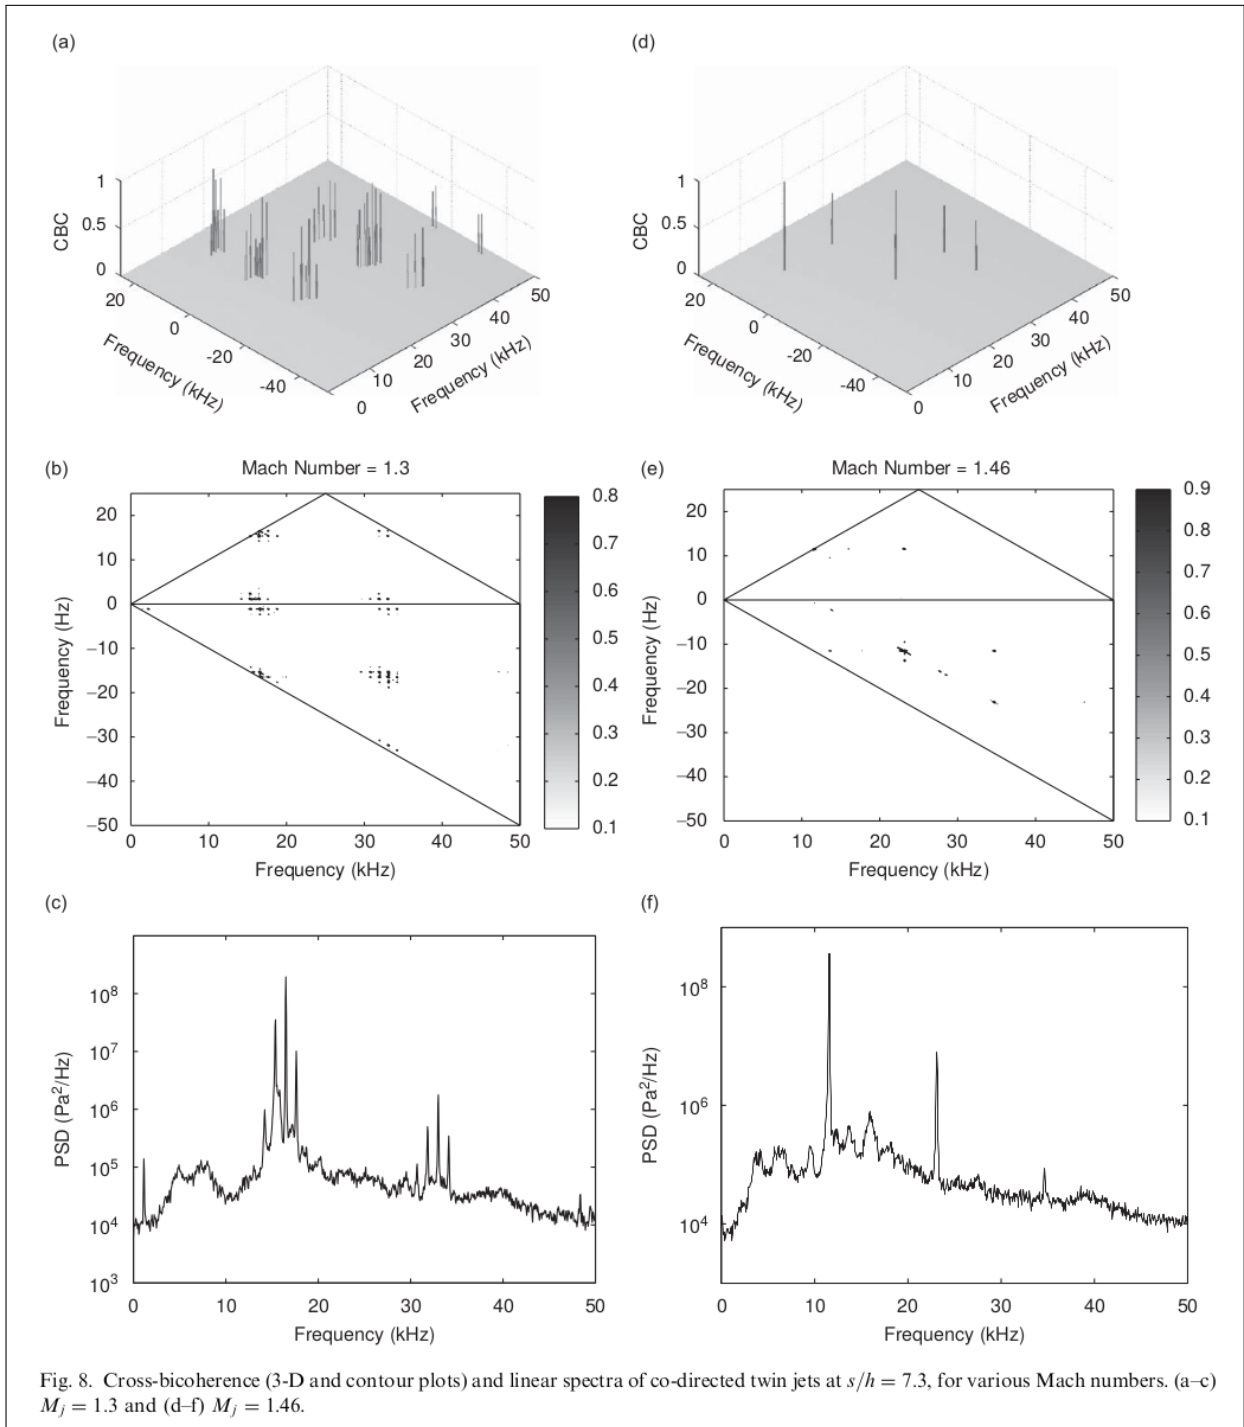 (a)
1
0.5
0
CBC
20
0
-20
-40
Frequency (kHz)
0
10
20
30
40
50
Frequency (kHz)
(d)
1
0.5
0
CBC
20
0
-20
-40
Frequency (kHz)
0
10
20
30
40
50
Frequency (kHz)
(b)
Mach Number = 1.3
20
10
0
−10
−20
−30
−40
−50
Frequency (Hz)
0 10 20 30 40 50
Frequency (kHz)
0.8
0.7
0.6
0.5
0.4
0.3
0.2
0.1
(e)
Mach Number = 1.46
20
10
0
−10
−20
−30
−40
−50
Frequency (Hz)
0 10 20 30 40 50
Frequency (kHz)
0.9
0.8
0.7
0.6
0.5
0.4
0.3
0.2
0.1
(c)
10⁸
10⁷
10⁶
10⁵
10⁴
10³
PSD (Pa²/Hz)
0 10 20 30 40 50
Frequency (kHz)
(f)
10⁸
10⁶
10⁴
PSD (Pa²/Hz)
0 10 20 30 40 50
Frequency (kHz)
Fig. 8. Cross-bicoherence (3-D and contour plots) and linear spectra of co-directed twin jets at s/h = 7.3, for various Mach numbers. (a–c)
Mⱼ = 1.3 and (d–f) Mⱼ = 1.46.